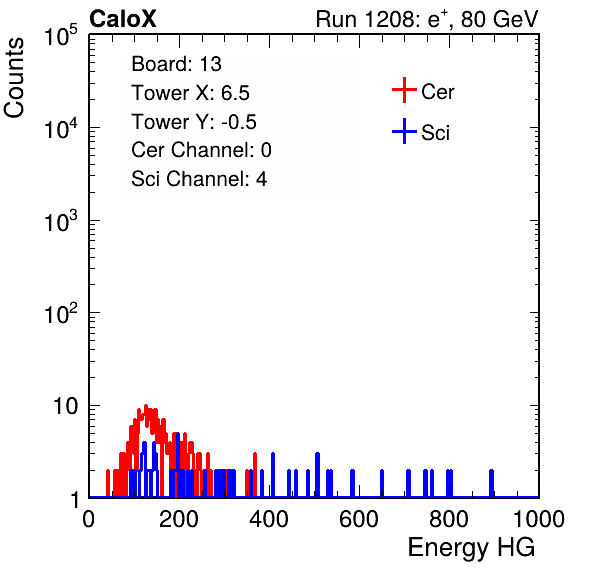 CaloX Run 1208: e⁺, 80 GeV
Board: 13
Tower X: 6.5
Tower Y: -0.5
Cer Channel: 0
Sci Channel: 4
Cer
Sci
Counts
10⁵
10⁴
10³
10²
10
1
0 200 400 600 800 1000
Energy HG